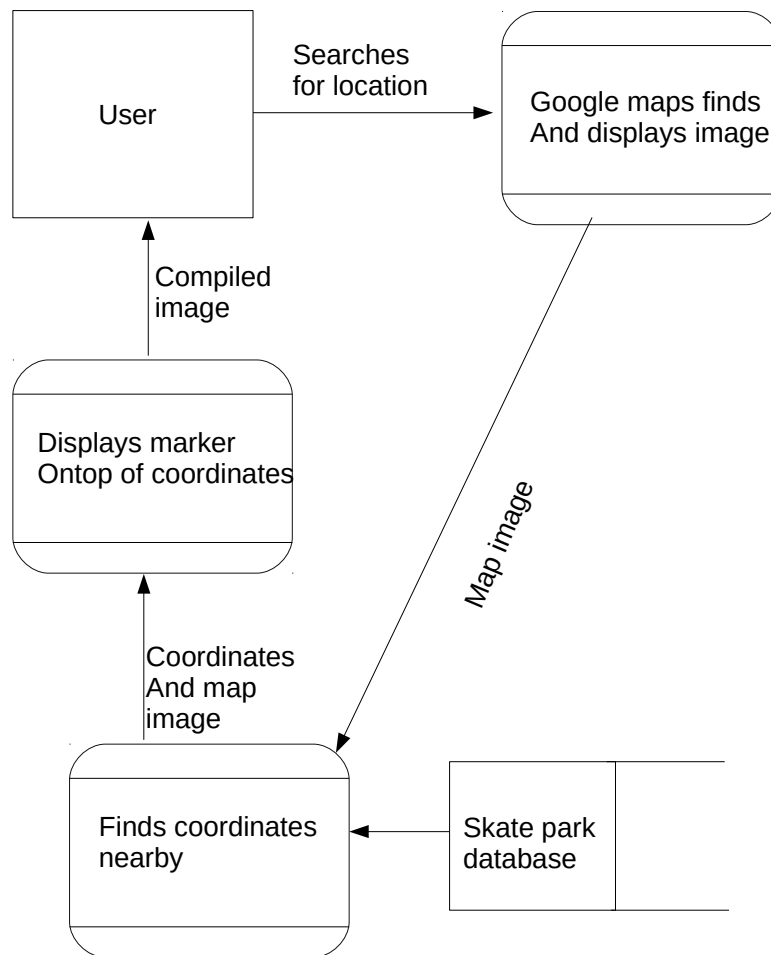 User
Searches
for location
Google maps finds
And displays image
Compiled
image
Displays marker
Ontop of coordinates
Map image
Coordinates
And map
image
Finds coordinates
nearby
Skate park
database